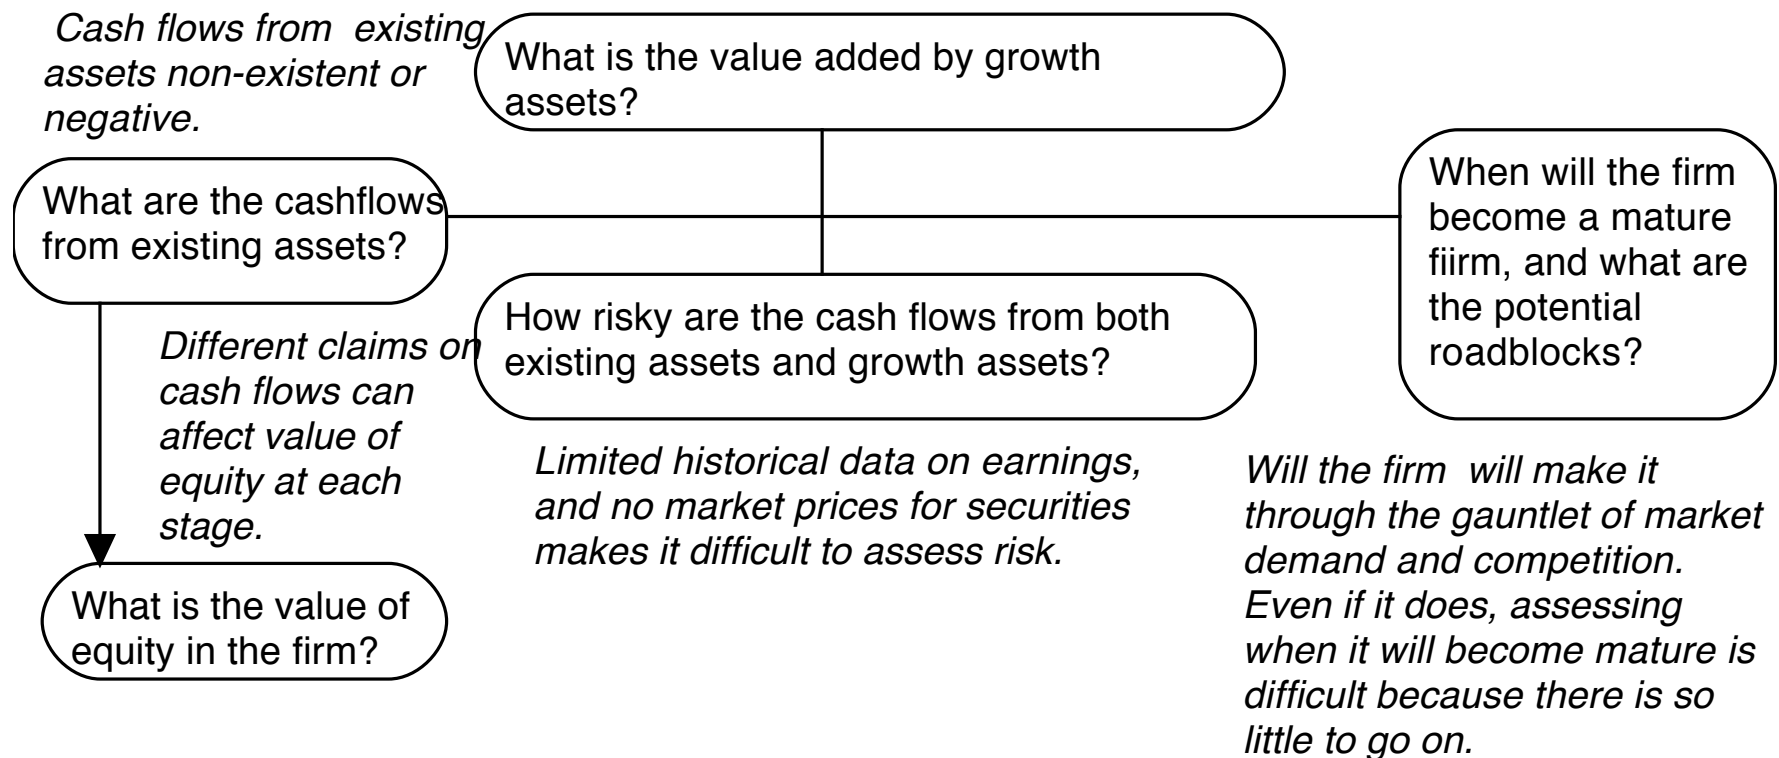 Cash flows from existing
assets non-existent or
negative.
What is the value added by growth
assets?
What are the cashflows
from existing assets?
When will the firm
become a mature
fiirm, and what are
the potential
roadblocks?
Different claims on
cash flows can
affect value of
equity at each
stage.
How risky are the cash flows from both
existing assets and growth assets?
Limited historical data on earnings,
and no market prices for securities
makes it difficult to assess risk.
Will the firm will make it
through the gauntlet of market
demand and competition.
Even if it does, assessing
when it will become mature is
difficult because there is so
little to go on.
What is the value of
equity in the firm?